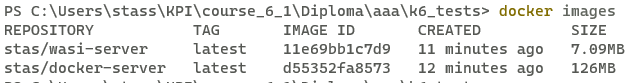 PS C:\Users\stass\KPI\course_6_1\Diploma\aaa\k6_tests> docker images
REPOSITORY TAG IMAGE ID CREATED SIZE
stas/wasi-server latest 11e69bb1c7d9 11 minutes ago 7.09MB
stas/docker-server latest d55352fa8573 12 minutes ago 126MB